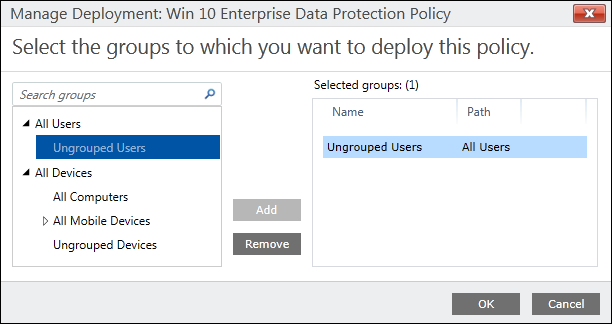 Manage Deployment: Win 10 Enterprise Data Protection Policy
Select the groups to which you want to deploy this policy.
Search groups
All Users
Ungrouped Users
All Devices
All Computers
All Mobile Devices
Ungrouped Devices
Add
Remove
Selected groups: (1)
Name Path
Ungrouped Users All Users
OK Cancel